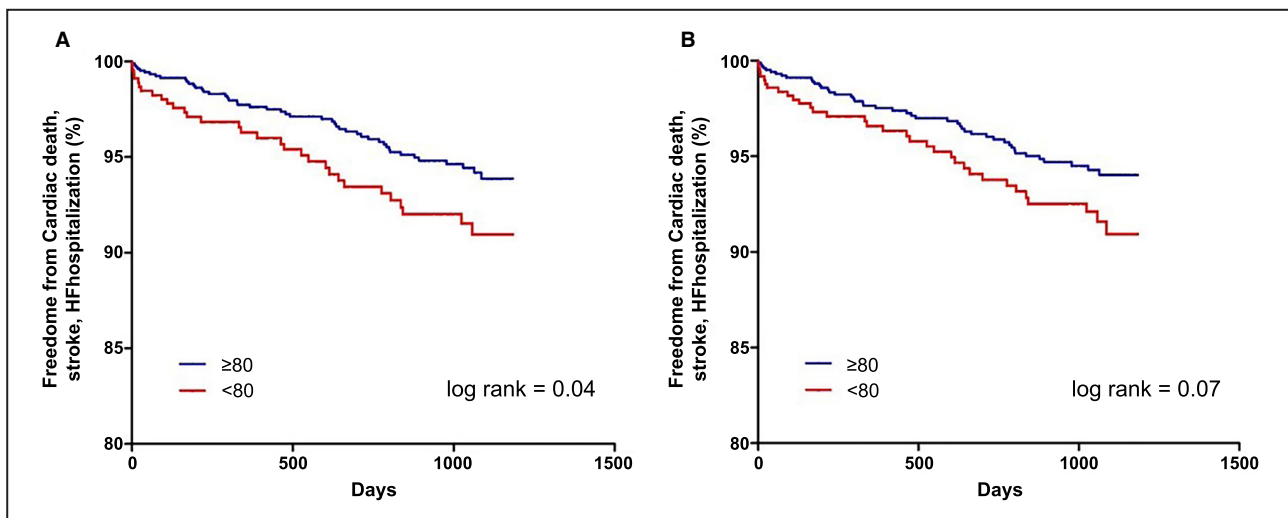 A
Freedome from Cardiac death,
stroke, HFhospitalization (%)
100
95
90
85
80
≥80
<80
log rank = 0.04
0
500
1000
1500
Days
B
Freedome from Cardiac death,
stroke, HFhospitalization (%)
100
95
90
85
80
≥80
<80
log rank = 0.07
0
500
1000
1500
Days